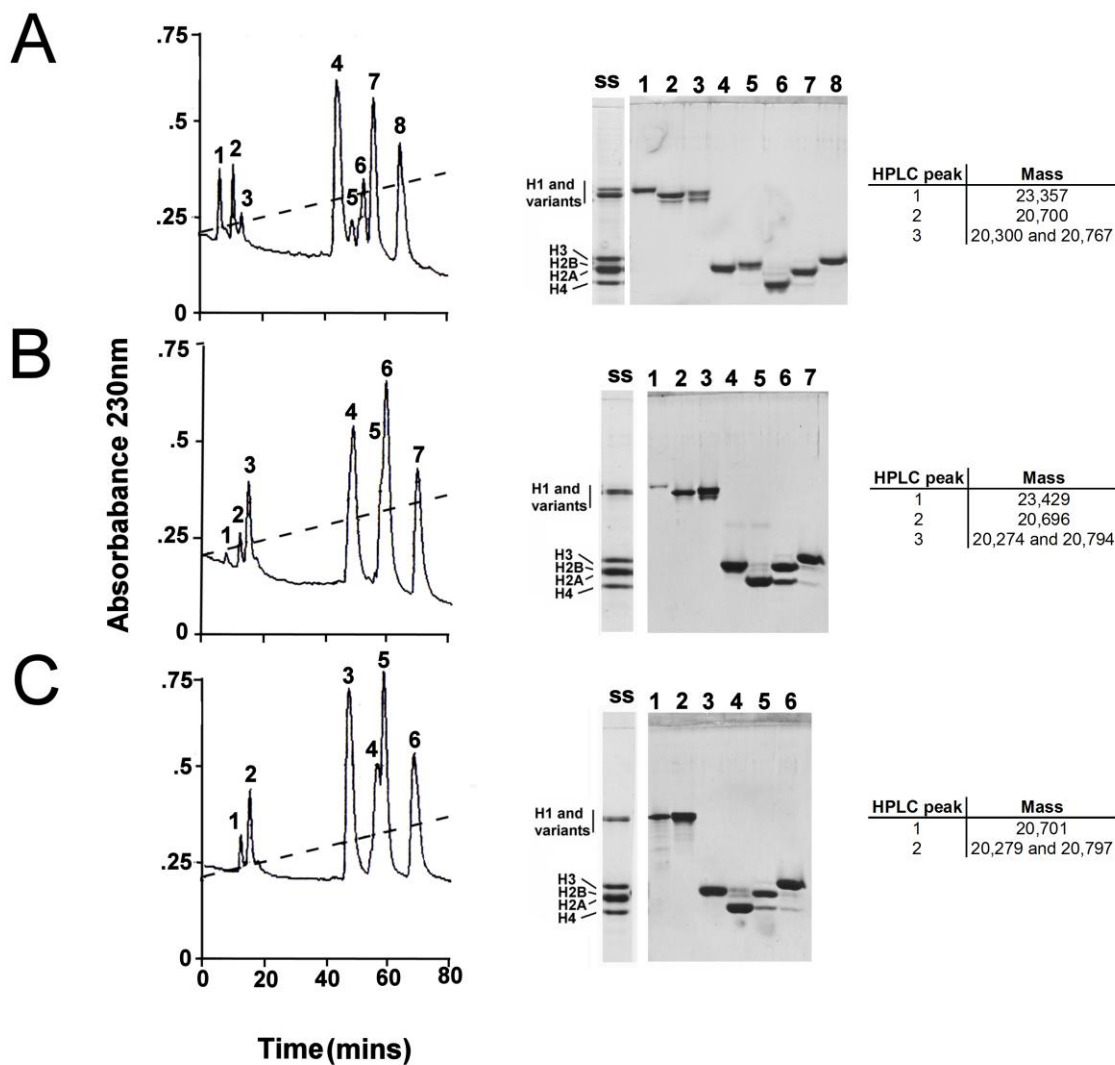 A
.75
.5
.25
0
1
2
3
4
5
6
7
8
ss 1 2 3 4 5 6 7 8
H1 and
variants
H3
H2B
H2A
H4
HPLC peak Mass
1 23,357
2 20,700
3 20,300 and 20,767
B
Absorbabance 230nm
.75
.5
.25
0
1
2
3
4
5
6
7
ss 1 2 3 4 5 6 7
H1 and
variants
H3
H2B
H2A
H4
HPLC peak Mass
1 23,429
2 20,696
3 20,274 and 20,794
C
.75
.5
.25
0
1
2
3
4
5
6
0 20 40 60 80
Time (mins)
ss 1 2 3 4 5 6
H1 and
variants
H3
H2B
H2A
H4
HPLC peak Mass
1 20,701
2 20,279 and 20,797